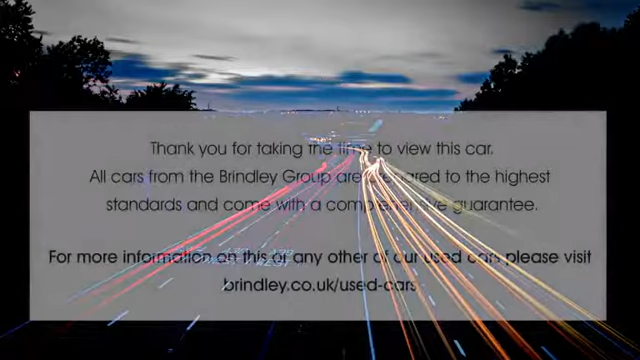 Thank you for taking the time to view this car.
All cars from the Brindley Group are prepared to the highest
standards and come with a comprehensive guarantee.
For more information on this or any other of our used cars please visit
brindley.co.uk/used-cars